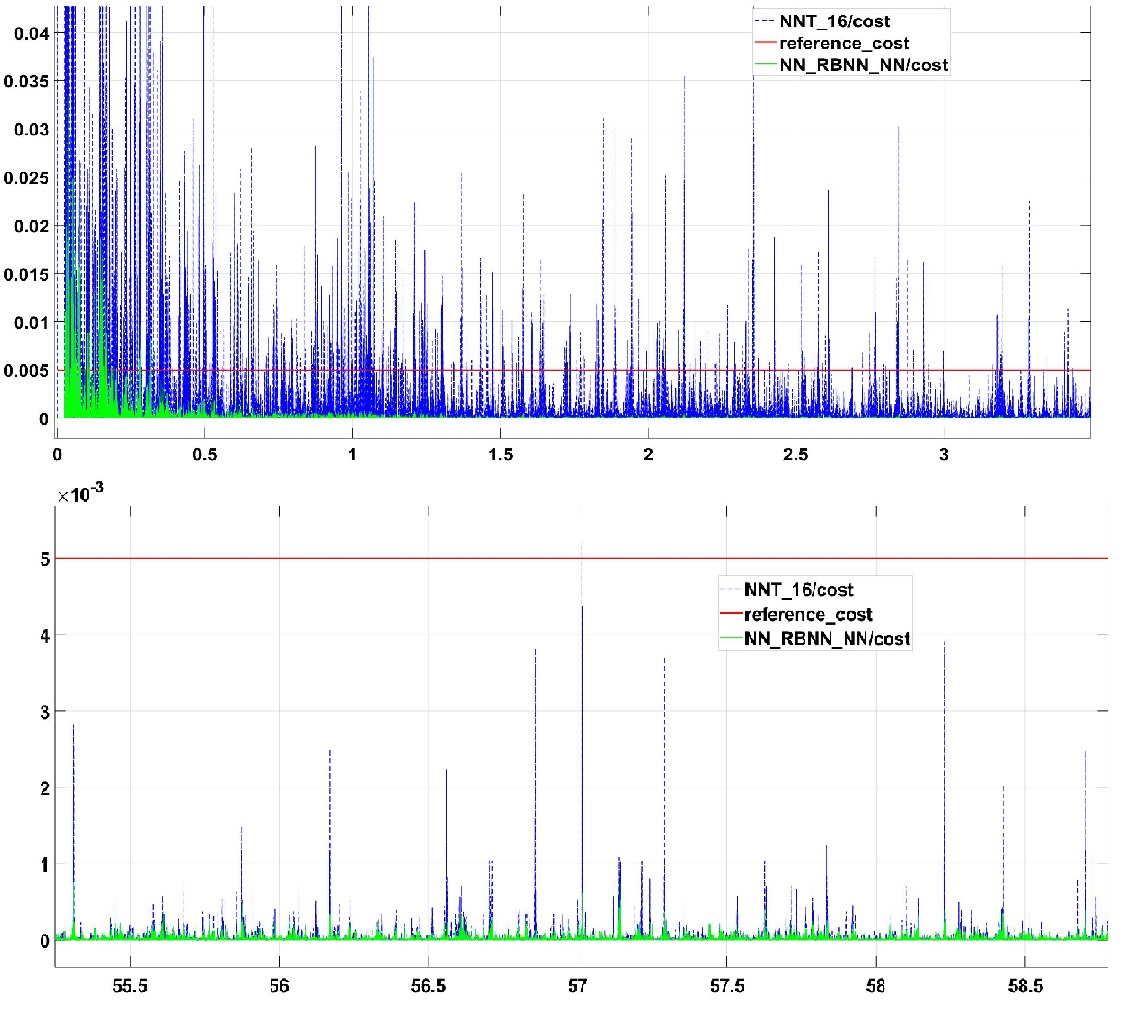 NNT_16/cost
reference_cost
NN_RBNN_NN/cost
0.04
0.035
0.03
0.025
0.02
0.015
0.01
0.005
0
0 0.5 1 1.5 2 2.5 3
×10-3
5
NNT_16/cost
reference_cost
NN_RBNN_NN/cost
4
3
2
1
0
55.5 56 56.5 57 57.5 58 58.5